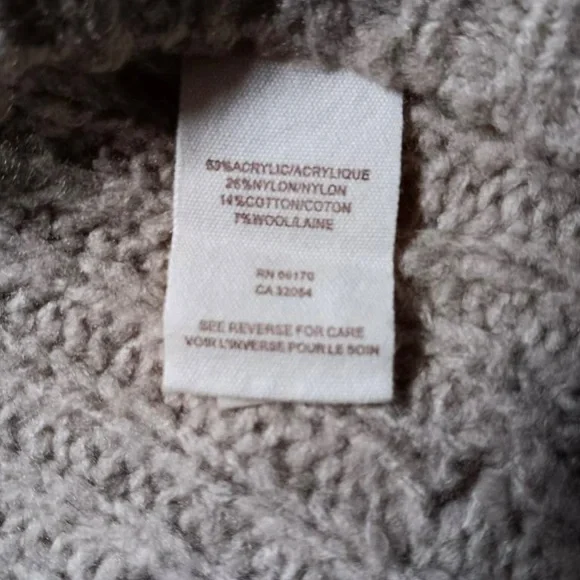 53%ACRYLIC/ACRYLIQUE
26%NYLON/NYLON
14%COTTON/COTON
7%WOOL/LAINE
RN 66170
CA 32054
SEE REVERSE FOR CARE
VOIR L'INVERSE POUR LE SOIN